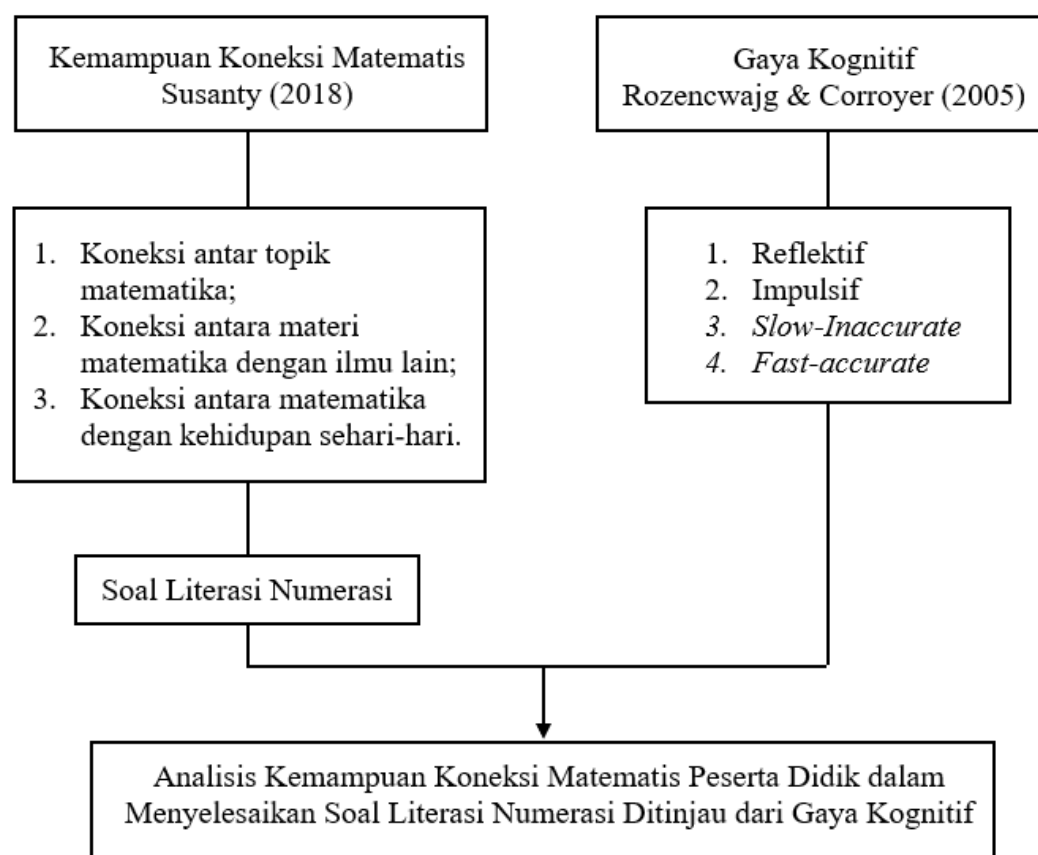 Kemampuan Koneksi Matematis
Susanty (2018)
Gaya Kognitif
Rozencwajg & Corroyer (2005)
1. Koneksi antar topik
matematika;
2. Koneksi antara materi
matematika dengan ilmu lain;
3. Koneksi antara matematika
dengan kehidupan sehari-hari.
1. Reflektif
2. Impulsif
3. Slow-Inaccurate
4. Fast-accurate
Soal Literasi Numerasi
Analisis Kemampuan Koneksi Matematis Peserta Didik dalam
Menyelesaikan Soal Literasi Numerasi Ditinjau dari Gaya Kognitif